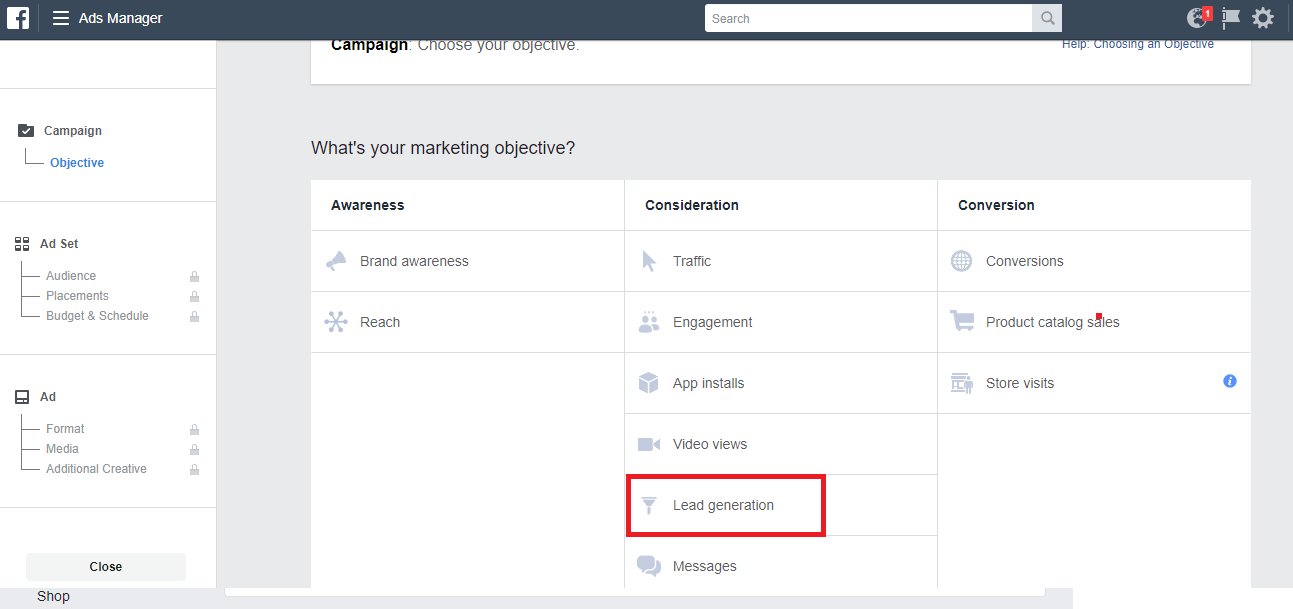 Ads Manager
Search
1
Campaign: Choose your objective.
Help: Choosing an Objective
Campaign
Objective
Ad Set
Audience
Placements
Budget & Schedule
Ad
Format
Media
Additional Creative
Close
Shop
What's your marketing objective?
Awareness
Consideration
Conversion
Brand awareness
Traffic
Conversions
Reach
Engagement
Product catalog sales
App installs
Store visits
Video views
Lead generation
Messages